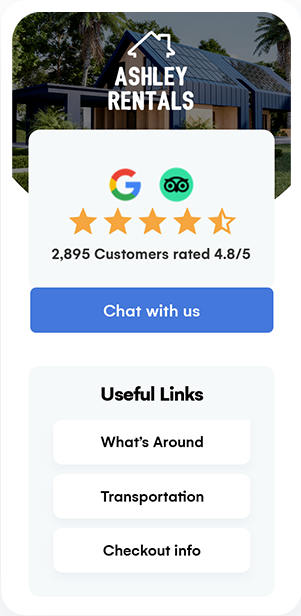 ASHLEY
RENTALS
2,895 Customers rated 4.8/5
Chat with us
Useful Links
What's Around
Transportation
Checkout info